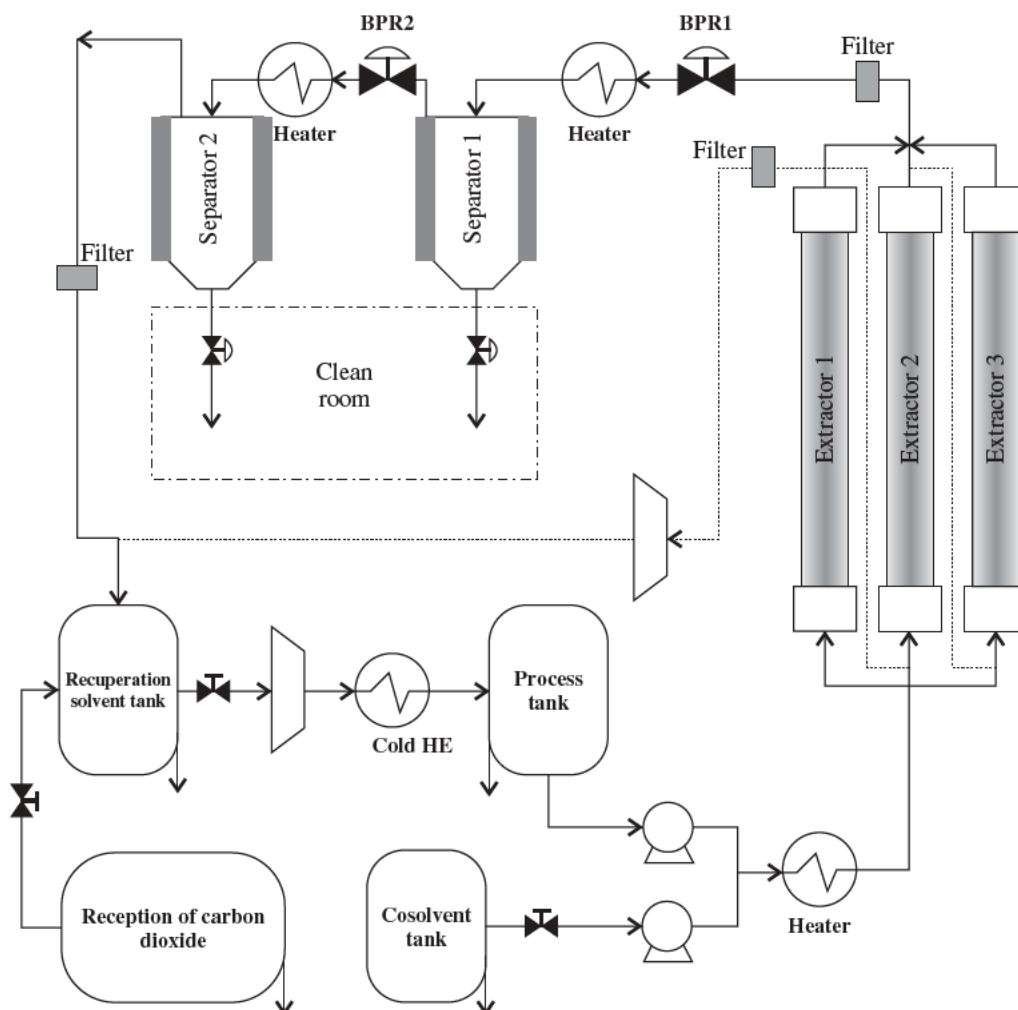 BPR2
BPR1
Filter
Heater
Heater
Filter
Separator 2
Separator 1
Filter
Clean
room
Extractor 1
Extractor 2
Extractor 3
Recuperation
solvent tank
Process
tank
Cold HE
Reception of carbon
dioxide
Cosolvent
tank
Heater